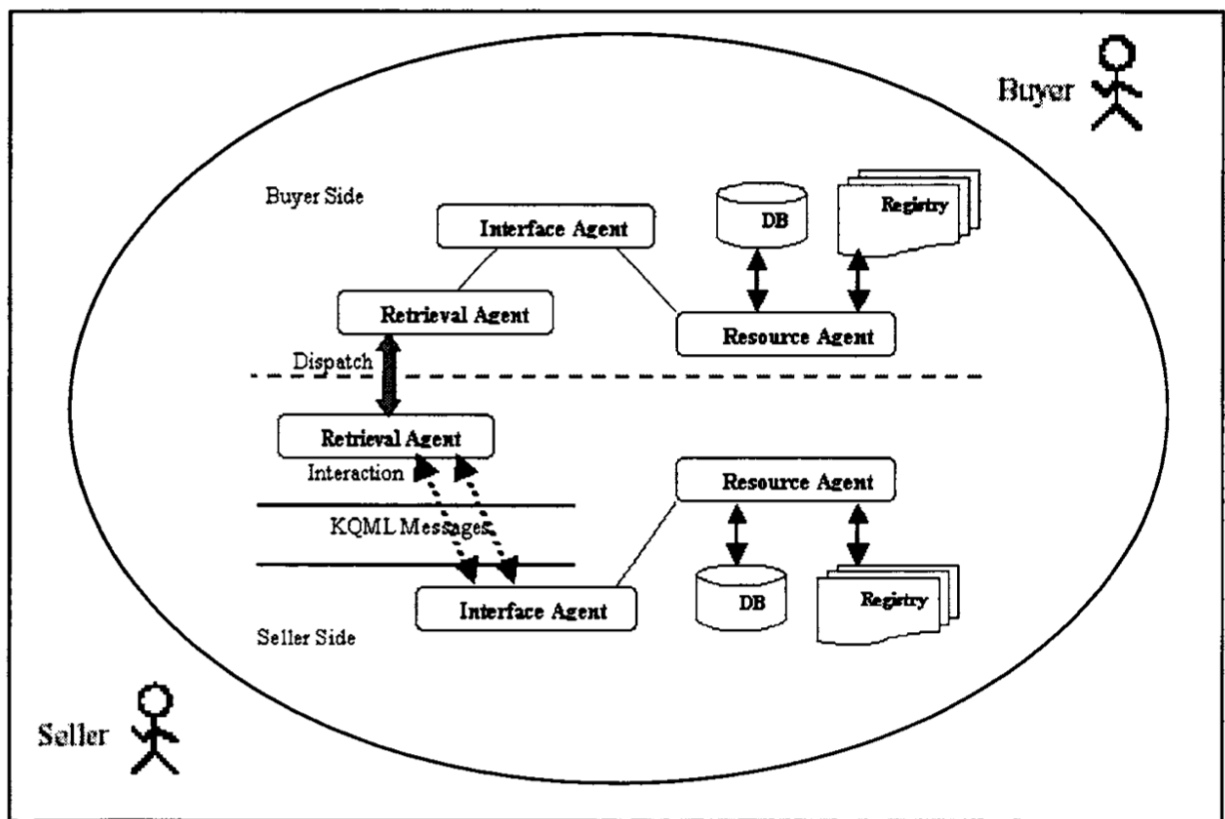 Buyer
Buyer Side
DB
Registry
Interface Agent
Retrieval Agent
Resource Agent
Dispatch
Retrieval Agent
Interaction
Resource Agent
KQML Messages
Interface Agent
DB
Registry
Seller Side
Seller